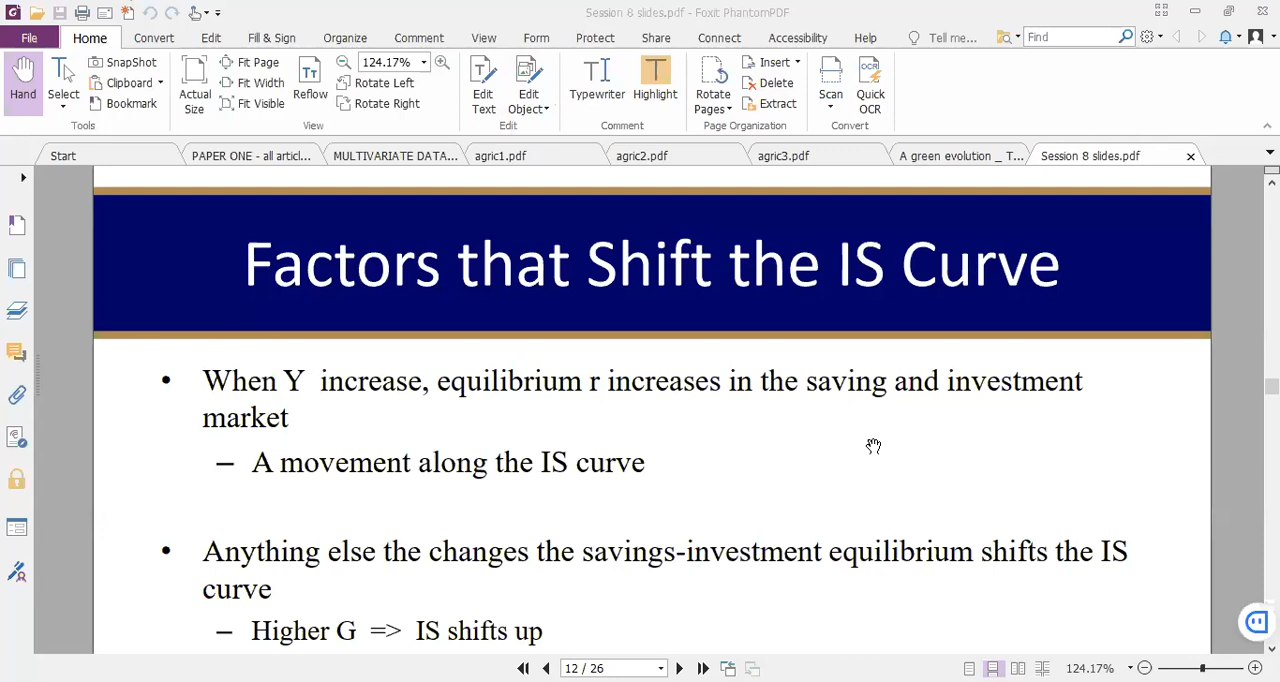 Session 8 slides.pdf - Foxit PhantomPDF
File Home Convert Edit Fill & Sign Organize Comment View Form Protect Share Connect Accessibility Help Tell me... Find
Hand
Select
SnapShot
Clipboard
Bookmark
Tools
Actual Size
Fit Page
Fit Width
Fit Visible
Reflow
124.17%
Rotate Left
Rotate Right
View
Edit Text
Edit Object
Edit
Typewriter
Highlight
Comment
Rotate Pages
Insert
Delete
Extract
Page Organization
Scan
Quick OCR
OCR
Convert
Start PAPER ONE - all articl... MULTIVARIATE DATA... agric1.pdf agric2.pdf agric3.pdf A green evolution _ T... Session 8 slides.pdf
Factors that Shift the IS Curve
• When Y increase, equilibrium r increases in the saving and investment
market
– A movement along the IS curve
• Anything else the changes the savings-investment equilibrium shifts the IS
curve
– Higher G => IS shifts up
12 / 26
124.17%